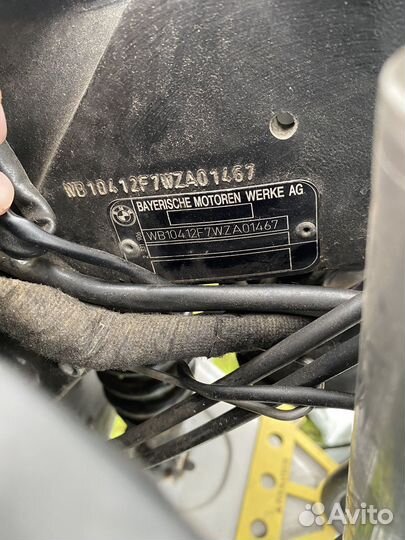 WB10412F7WZA01467
BAYERISCHE MOTOREN WERKE AG
WB10412F7WZA01467
Avito